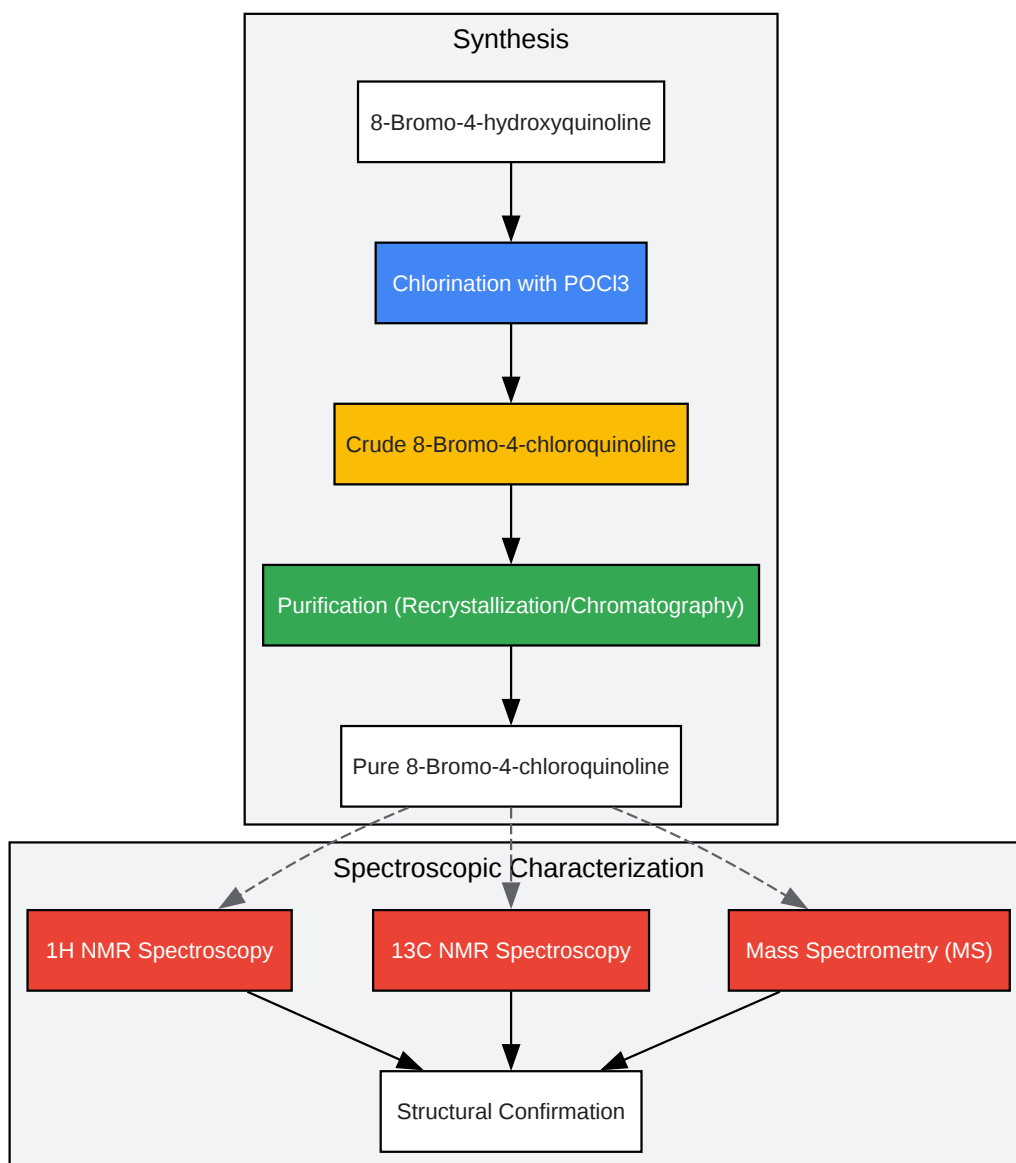 Synthesis
8-Bromo-4-hydroxyquinoline
Chlorination with POCl3
Crude 8-Bromo-4-chloroquinoline
Purification (Recrystallization/Chromatography)
Pure 8-Bromo-4-chloroquinoline
Spectroscopic Characterization
1H NMR Spectroscopy
13C NMR Spectroscopy
Mass Spectrometry (MS)
Structural Confirmation